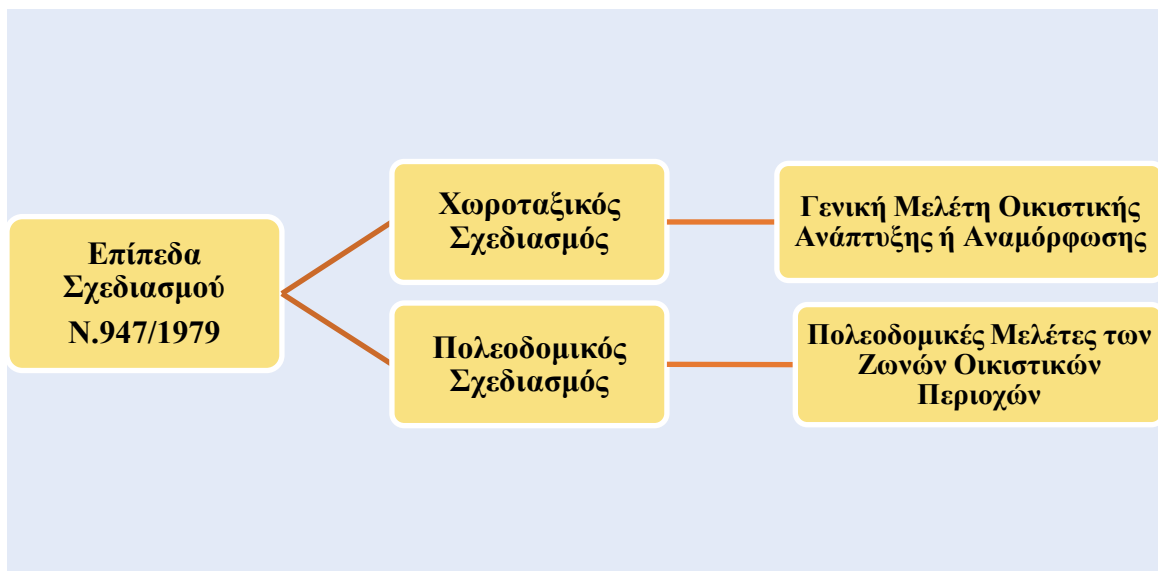 Επίπεδα
Σχεδιασμού
Ν.947/1979
Χωροταξικός
Σχεδιασμός
Γενική Μελέτη Οικιστικής
Ανάπτυξης ή Αναμόρφωσης
Πολεοδομικός
Σχεδιασμός
Πολεοδομικές Μελέτες των
Ζωνών Οικιστικών
Περιοχών